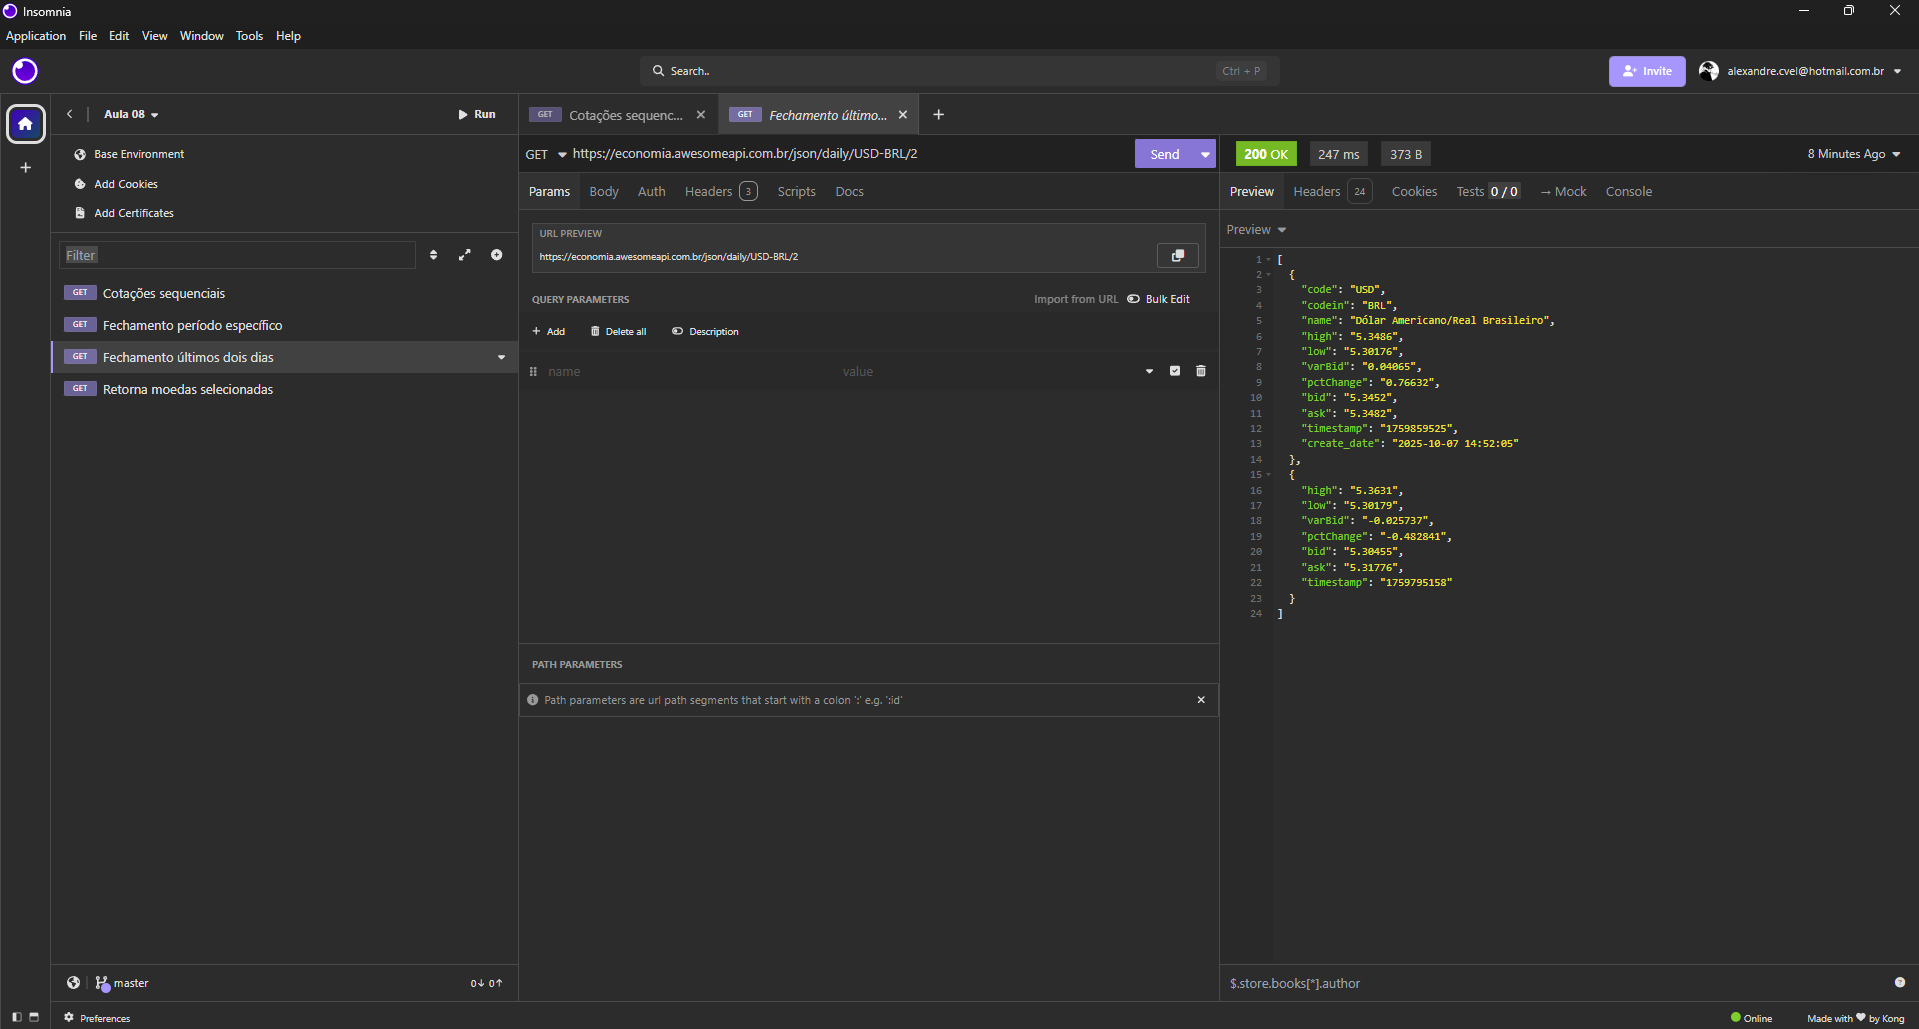 Insomnia
Application File Edit View Window Tools Help
Search.. Ctrl + P
Invite alexandre.cvel@hotmail.com.br
Aula 08 Run
Base Environment
Add Cookies
Add Certificates
Filter
GET Cotações sequenciais
GET Fechamento período específico
GET Fechamento últimos dois dias
GET Retorna moedas selecionadas
master 0↓ 0↑
Preferences
GET Cotações sequenc... GET Fechamento último...
GET https://economia.awesomeapi.com.br/json/daily/USD-BRL/2 Send
Params Body Auth Headers 3 Scripts Docs
URL PREVIEW
https://economia.awesomeapi.com.br/json/daily/USD-BRL/2
QUERY PARAMETERS Import from URL Bulk Edit
+ Add Delete all Description
name value
PATH PARAMETERS
Path parameters are url path segments that start with a colon ':' e.g. ':id'
200 OK 247 ms 373 B 8 Minutes Ago
Preview Headers 24 Cookies Tests 0 / 0 → Mock Console
Preview
1 [
2 {
3 "code": "USD",
4 "codein": "BRL",
5 "name": "Dólar Americano/Real Brasileiro",
6 "high": "5.3486",
7 "low": "5.30176",
8 "varBid": "0.04065",
9 "pctChange": "0.76632",
10 "bid": "5.3452",
11 "ask": "5.3482",
12 "timestamp": "1759859525",
13 "create_date": "2025-10-07 14:52:05"
14 },
15 {
16 "high": "5.3631",
17 "low": "5.30179",
18 "varBid": "-0.025737",
19 "pctChange": "-0.482841",
20 "bid": "5.30455",
21 "ask": "5.31776",
22 "timestamp": "1759795158"
23 }
24 ]
$.store.books[*].author
Online Made with ❤ by Kong